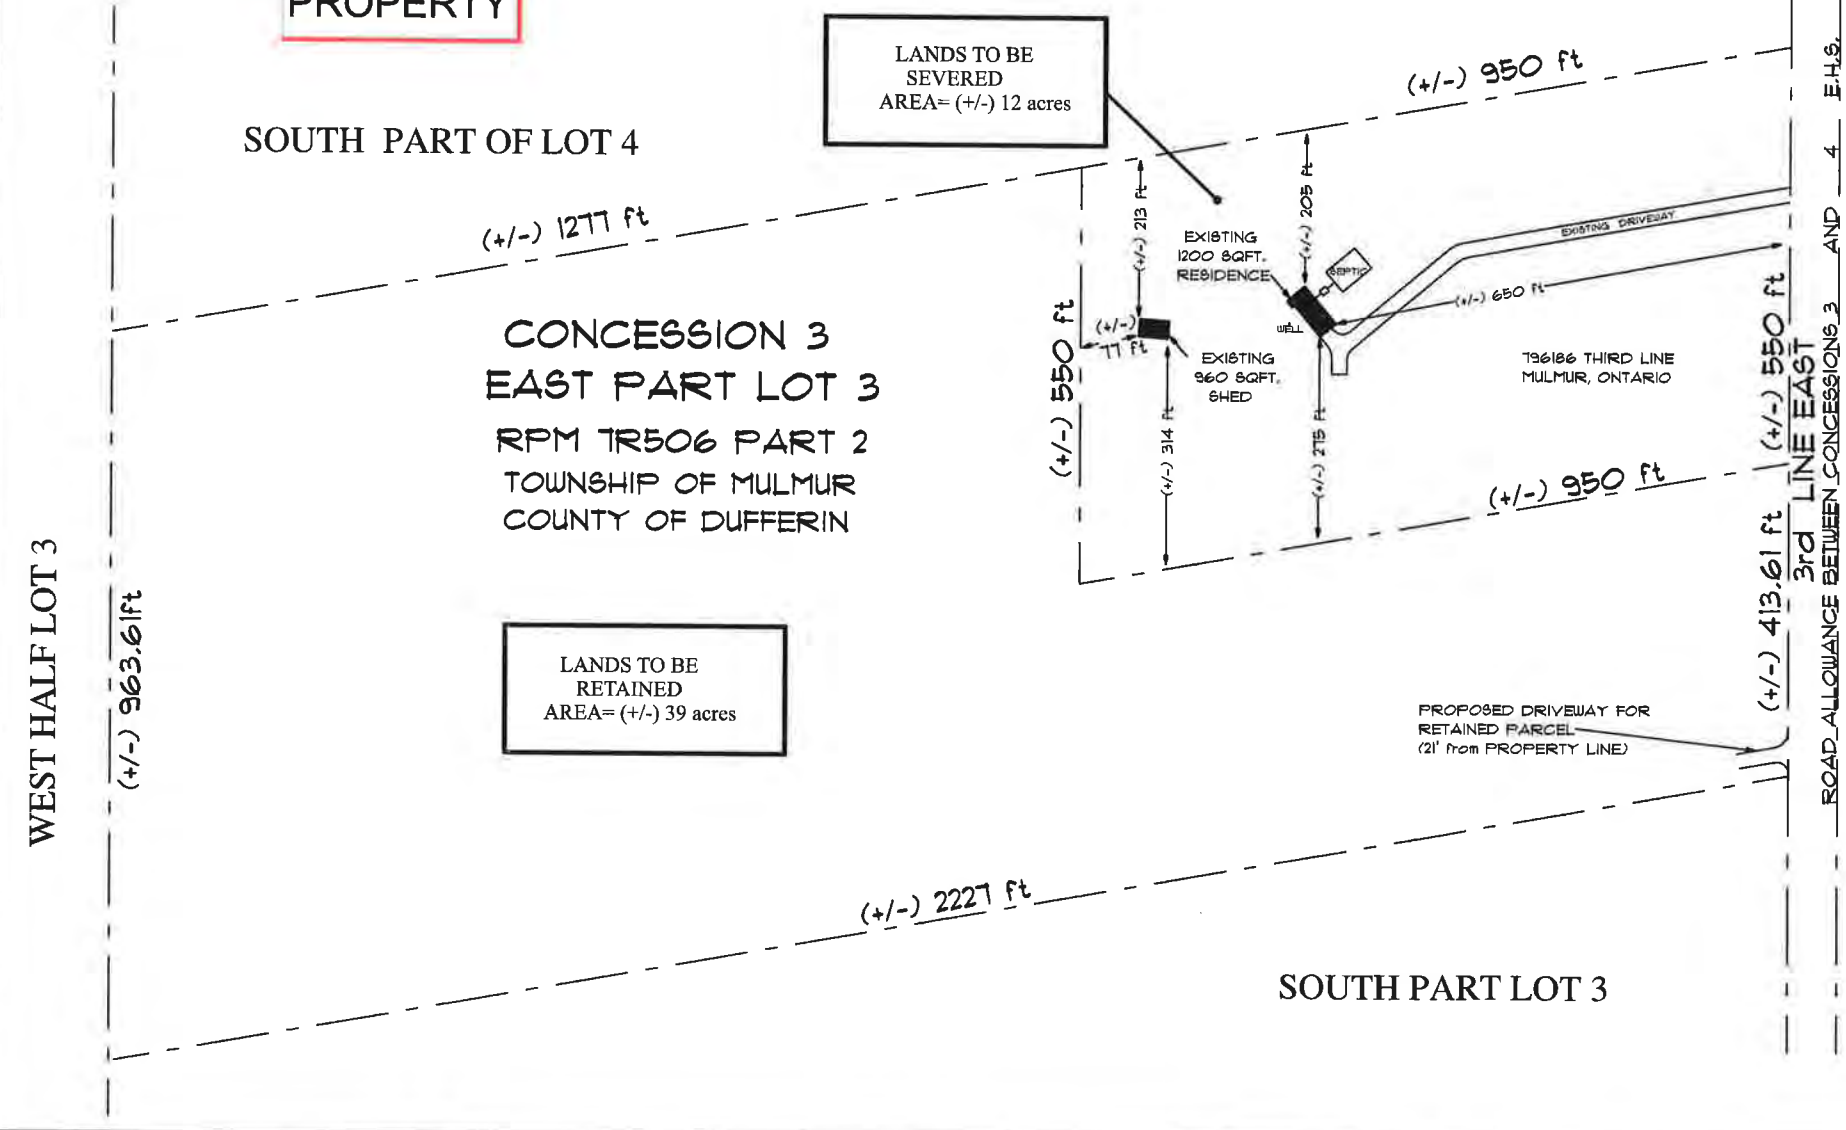 PROPERTY
LANDS TO BE
SEVERED
AREA= (+/-) 12 acres
(+/-) 950 ft
SOUTH PART OF LOT 4
(+/-) 1277 ft
(+/-) 213 ft
(+/-) 205 ft
EXISTING
1200 SQFT.
RESIDENCE
SEPTIC
EXISTING DRIVEWAY
(+/-) 650 ft
WELL
(+/-)
77 ft
EXISTING
960 SQFT.
SHED
796186 THIRD LINE
MULMUR, ONTARIO
(+/-) 550 ft
(+/-) 314 ft
(+/-) 275 ft
(+/-) 950 ft
(+/-) 550 ft
CONCESSION 3
EAST PART LOT 3
RPM 7R506 PART 2
TOWNSHIP OF MULMUR
COUNTY OF DUFFERIN
3rd LINE EAST
ROAD ALLOWANCE BETWEEN CONCESSIONS 3 AND 4 E.H.S.
(+/-) 413.61 ft
WEST HALF LOT 3
(+/-) 963.61ft
LANDS TO BE
RETAINED
AREA= (+/-) 39 acres
PROPOSED DRIVEWAY FOR
RETAINED PARCEL
(21' from PROPERTY LINE)
(+/-) 2227 ft
SOUTH PART LOT 3